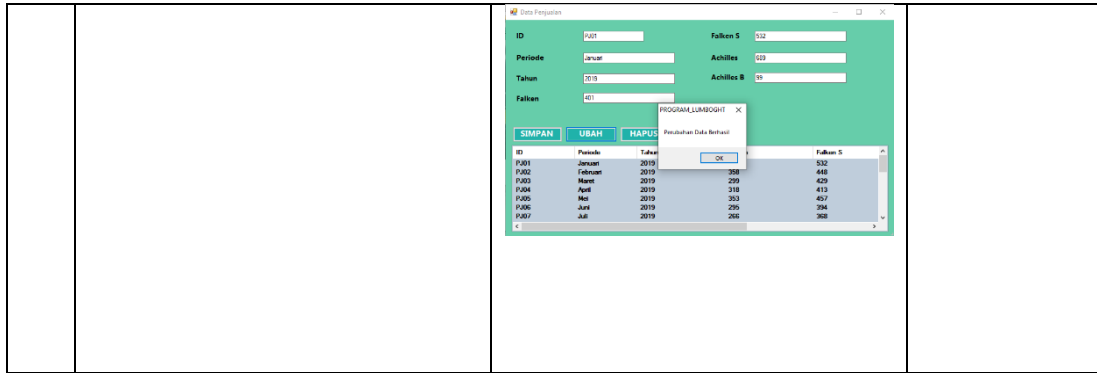 Data Penjualan
ID PJ01 Falken S 532
Periode Januari Achilles 689
Tahun 2019 Achilles B 99
Falken 401
PROGRAM_LUMBOGHT
Perubahan Data Berhasil
OK
SIMPAN UBAH HAPUS
ID Periode Tahun Falken S
PJ01 Januari 2019 532
PJ02 Februari 2019 358 448
PJ03 Maret 2019 299 429
PJ04 April 2019 318 413
PJ05 Mei 2019 353 457
PJ06 Juni 2019 295 394
PJ07 Juli 2019 266 368